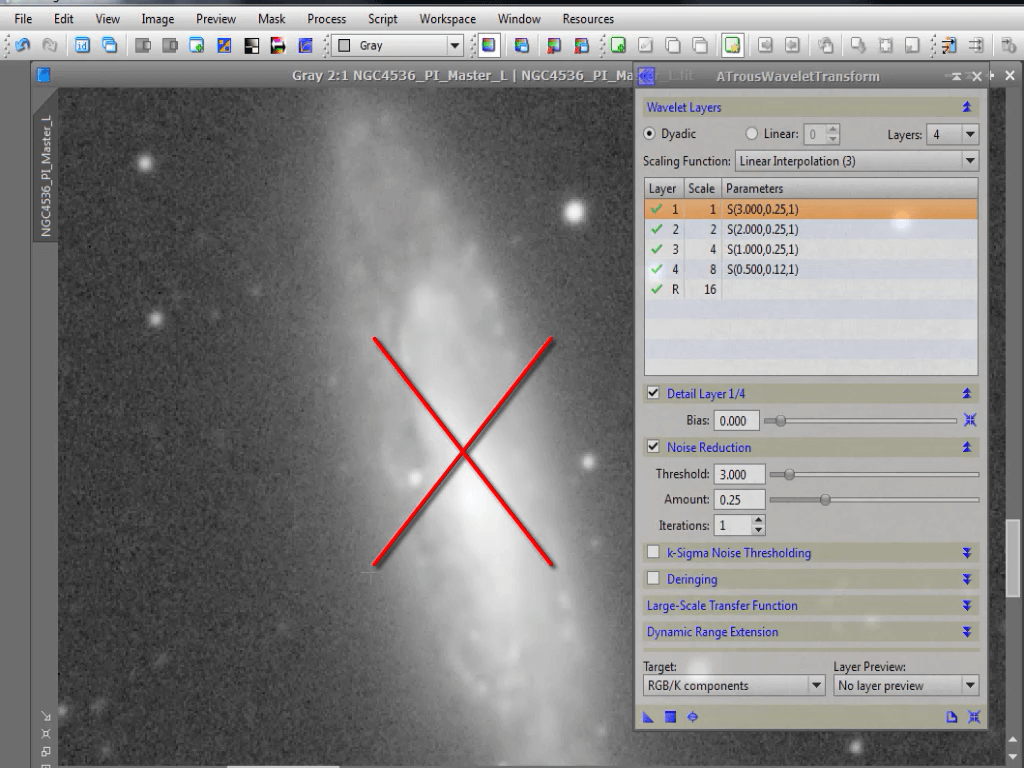 File Edit View Image Preview Mask Process Script Workspace Window Resources
Gray
Gray 2:1 NGC4536_PI_Master_L | NGC4536_PI_Ma
NGC4536_PI_Master_L
ATrousWaveletTransform
Wavelet Layers
Dyadic Linear: 0 Layers: 4
Scaling Function: Linear Interpolation (3)
Layer Scale Parameters
1 1 S(3.000,0.25,1)
2 2 S(2.000,0.25,1)
3 4 S(1.000,0.25,1)
4 8 S(0.500,0.12,1)
R 16
Detail Layer 1/4
Bias: 0.000
Noise Reduction
Threshold: 3.000
Amount: 0.25
Iterations: 1
k-Sigma Noise Thresholding
Deringing
Large-Scale Transfer Function
Dynamic Range Extension
Target: Layer Preview:
RGB/K components No layer preview